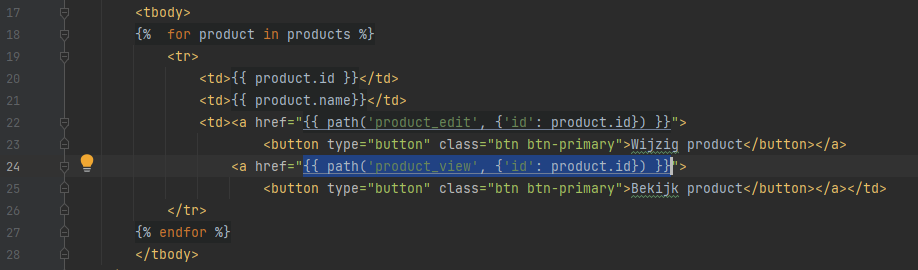 17 <tbody>
18 {%  for product in products %}
19 <tr>
20 <td>{{ product.id }}</td>
21 <td>{{ product.name}}</td>
22 <td><a href="{{ path('product_edit', {'id': product.id}) }}">
23 <button type="button" class="btn btn-primary">Wijzig product</button></a>
24 <a href="{{ path('product_view', {'id': product.id}) }}">
25 <button type="button" class="btn btn-primary">Bekijk product</button></a></td>
26 </tr>
27 {% endfor %}
28 </tbody>